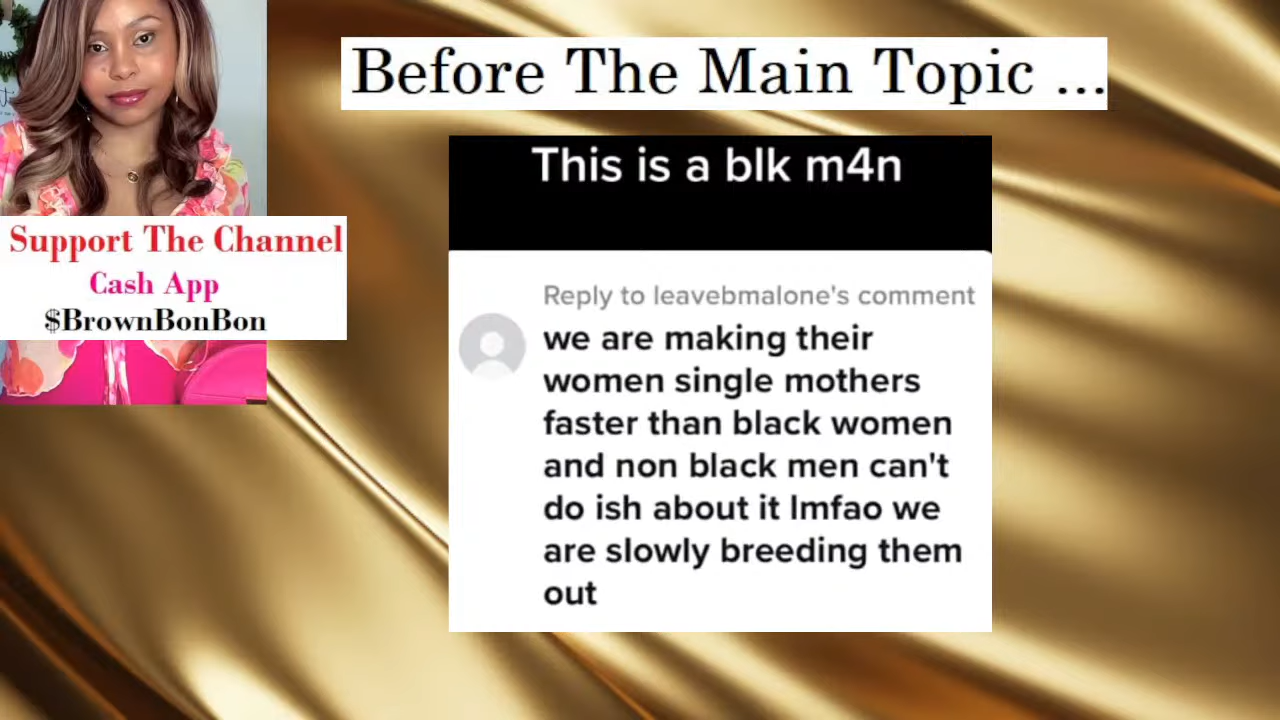 Before The Main Topic ...
Support The Channel
Cash App
$BrownBonBon
This is a blk m4n
Reply to leavebmalone's comment
we are making their
women single mothers
faster than black women
and non black men can't
do ish about it lmfao we
are slowly breeding them
out